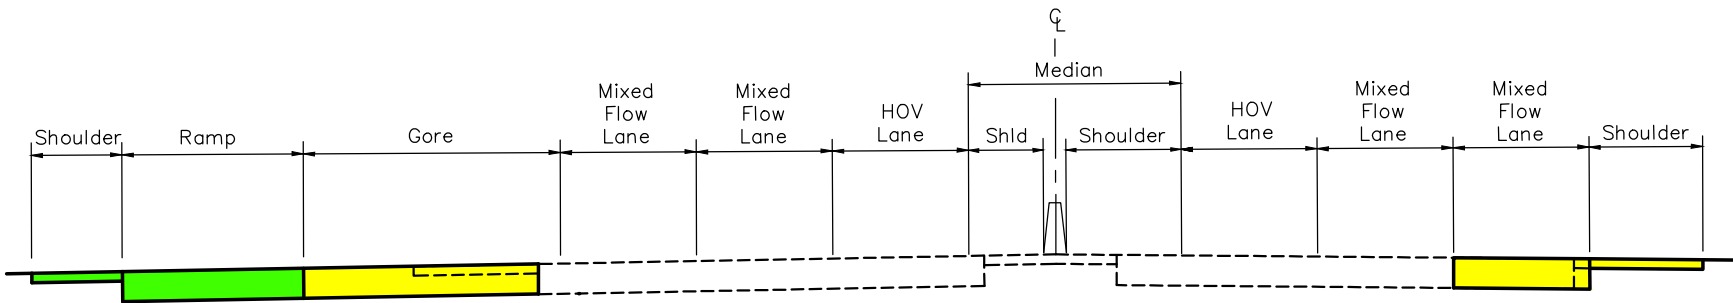 ℄
Median
Shoulder
Ramp
Gore
Mixed
Flow
Lane
Mixed
Flow
Lane
HOV
Lane
Shld
Shoulder
HOV
Lane
Mixed
Flow
Lane
Mixed
Flow
Lane
Shoulder